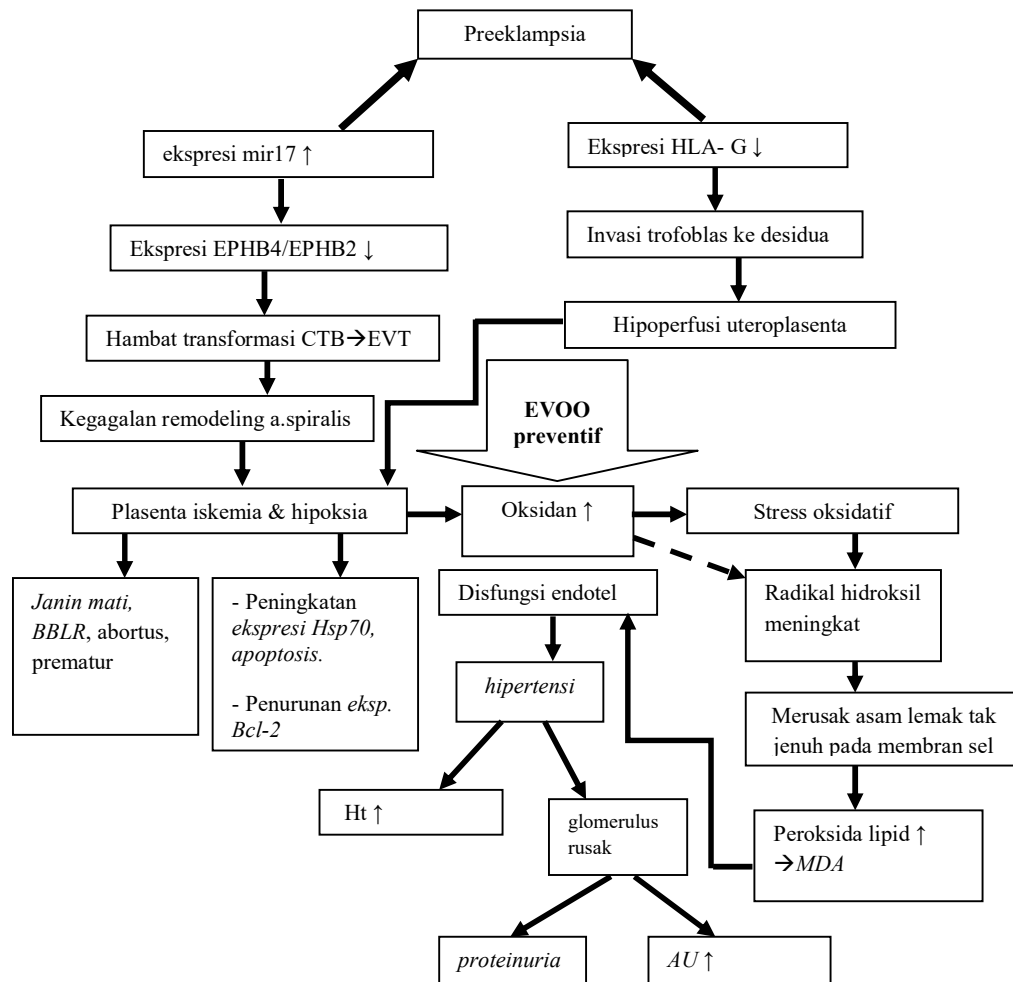 Preeklampsia
ekspresi mir17 ↑
Ekspresi HLA- G ↓
Ekspresi EPHB4/EPHB2 ↓
Invasi trofoblas ke desidua
Hambat transformasi CTB→EVT
Hipoperfusi uteroplasenta
Kegagalan remodeling a.spiralis
EVOO
preventif
Plasenta iskemia & hipoksia
Oksidan ↑
Stress oksidatif
Janin mati,
BBLR, abortus,
prematur
- Peningkatan
ekspresi Hsp70,
apoptosis.
- Penurunan eksp.
Bcl-2
Disfungsi endotel
Radikal hidroksil
meningkat
hipertensi
Merusak asam lemak tak
jenuh pada membran sel
Ht ↑
glomerulus
rusak
Peroksida lipid ↑
→MDA
proteinuria
AU ↑